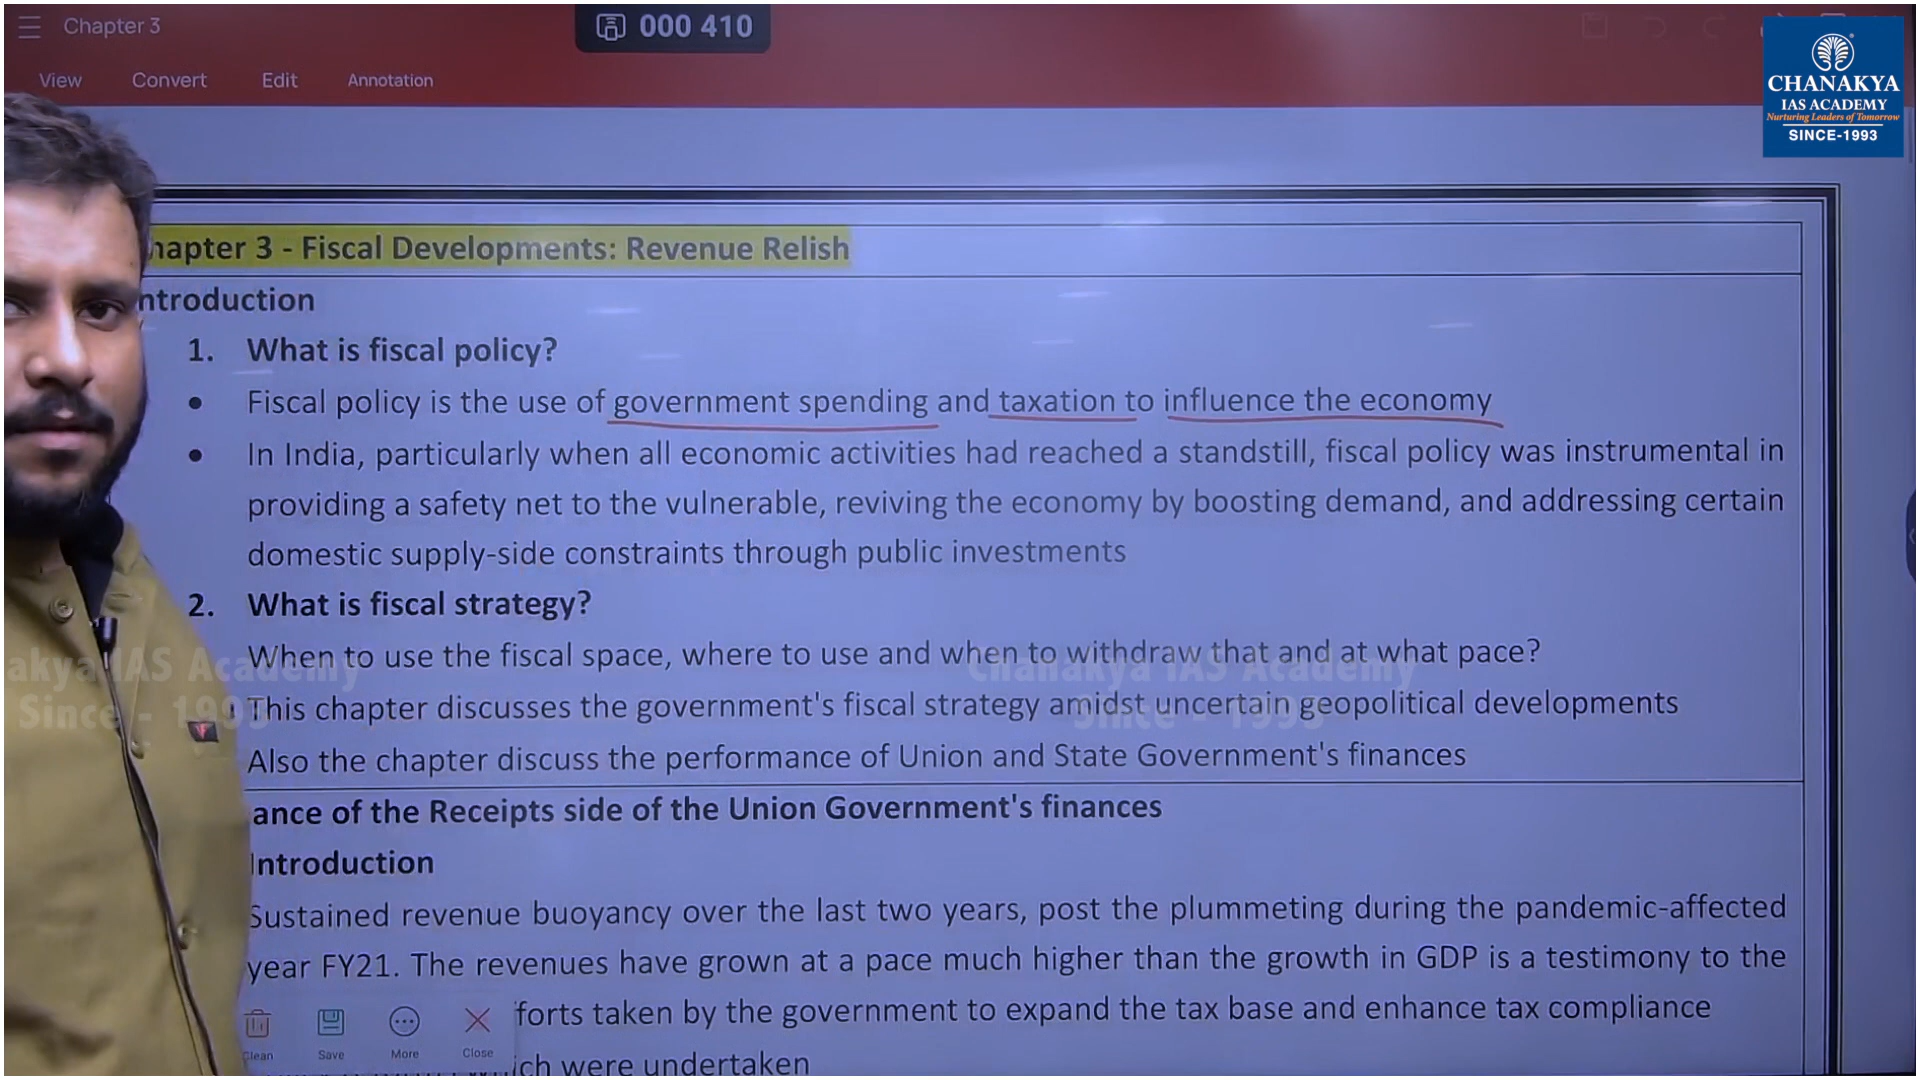 Chapter 3
000 410
View Convert Edit Annotation
CHANAKYA
IAS ACADEMY
Nurturing Leaders of Tomorrow
SINCE-1993
hapter 3 - Fiscal Developments: Revenue Relish
ntroduction
1. What is fiscal policy?
• Fiscal policy is the use of government spending and taxation to influence the economy
• In India, particularly when all economic activities had reached a standstill, fiscal policy was instrumental in
providing a safety net to the vulnerable, reviving the economy by boosting demand, and addressing certain
domestic supply-side constraints through public investments
2. What is fiscal strategy?
When to use the fiscal space, where to use and when to withdraw that and at what pace?
akya IAS Academy Chanakya IAS Academy
This chapter discusses the government's fiscal strategy amidst uncertain geopolitical developments
Since - 1993 Since - 1993
Also the chapter discuss the performance of Union and State Government's finances
ance of the Receipts side of the Union Government's finances
Introduction
Sustained revenue buoyancy over the last two years, post the plummeting during the pandemic-affected
year FY21. The revenues have grown at a pace much higher than the growth in GDP is a testimony to the
forts taken by the government to expand the tax base and enhance tax compliance
ich were undertaken
Clean Save More Close